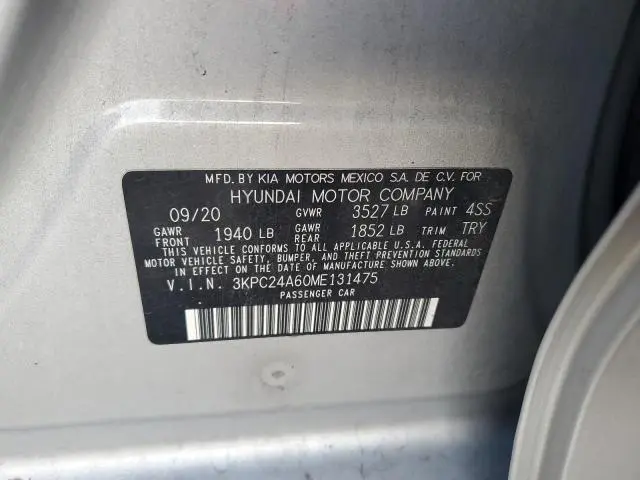 MFD. BY KIA MOTORS MEXICO S.A. DE C.V. FOR
HYUNDAI MOTOR COMPANY
09/20 GVWR 3527 LB PAINT 4SS
GAWR FRONT 1940 LB GAWR REAR 1852 LB TRIM TRY
THIS VEHICLE CONFORMS TO ALL APPLICABLE U.S.A. FEDERAL
MOTOR VEHICLE SAFETY, BUMPER, AND THEFT PREVENTION STANDARDS
IN EFFECT ON THE DATE OF MANUFACTURE SHOWN ABOVE.
V.I.N. 3KPC24A60ME131475
PASSENGER CAR